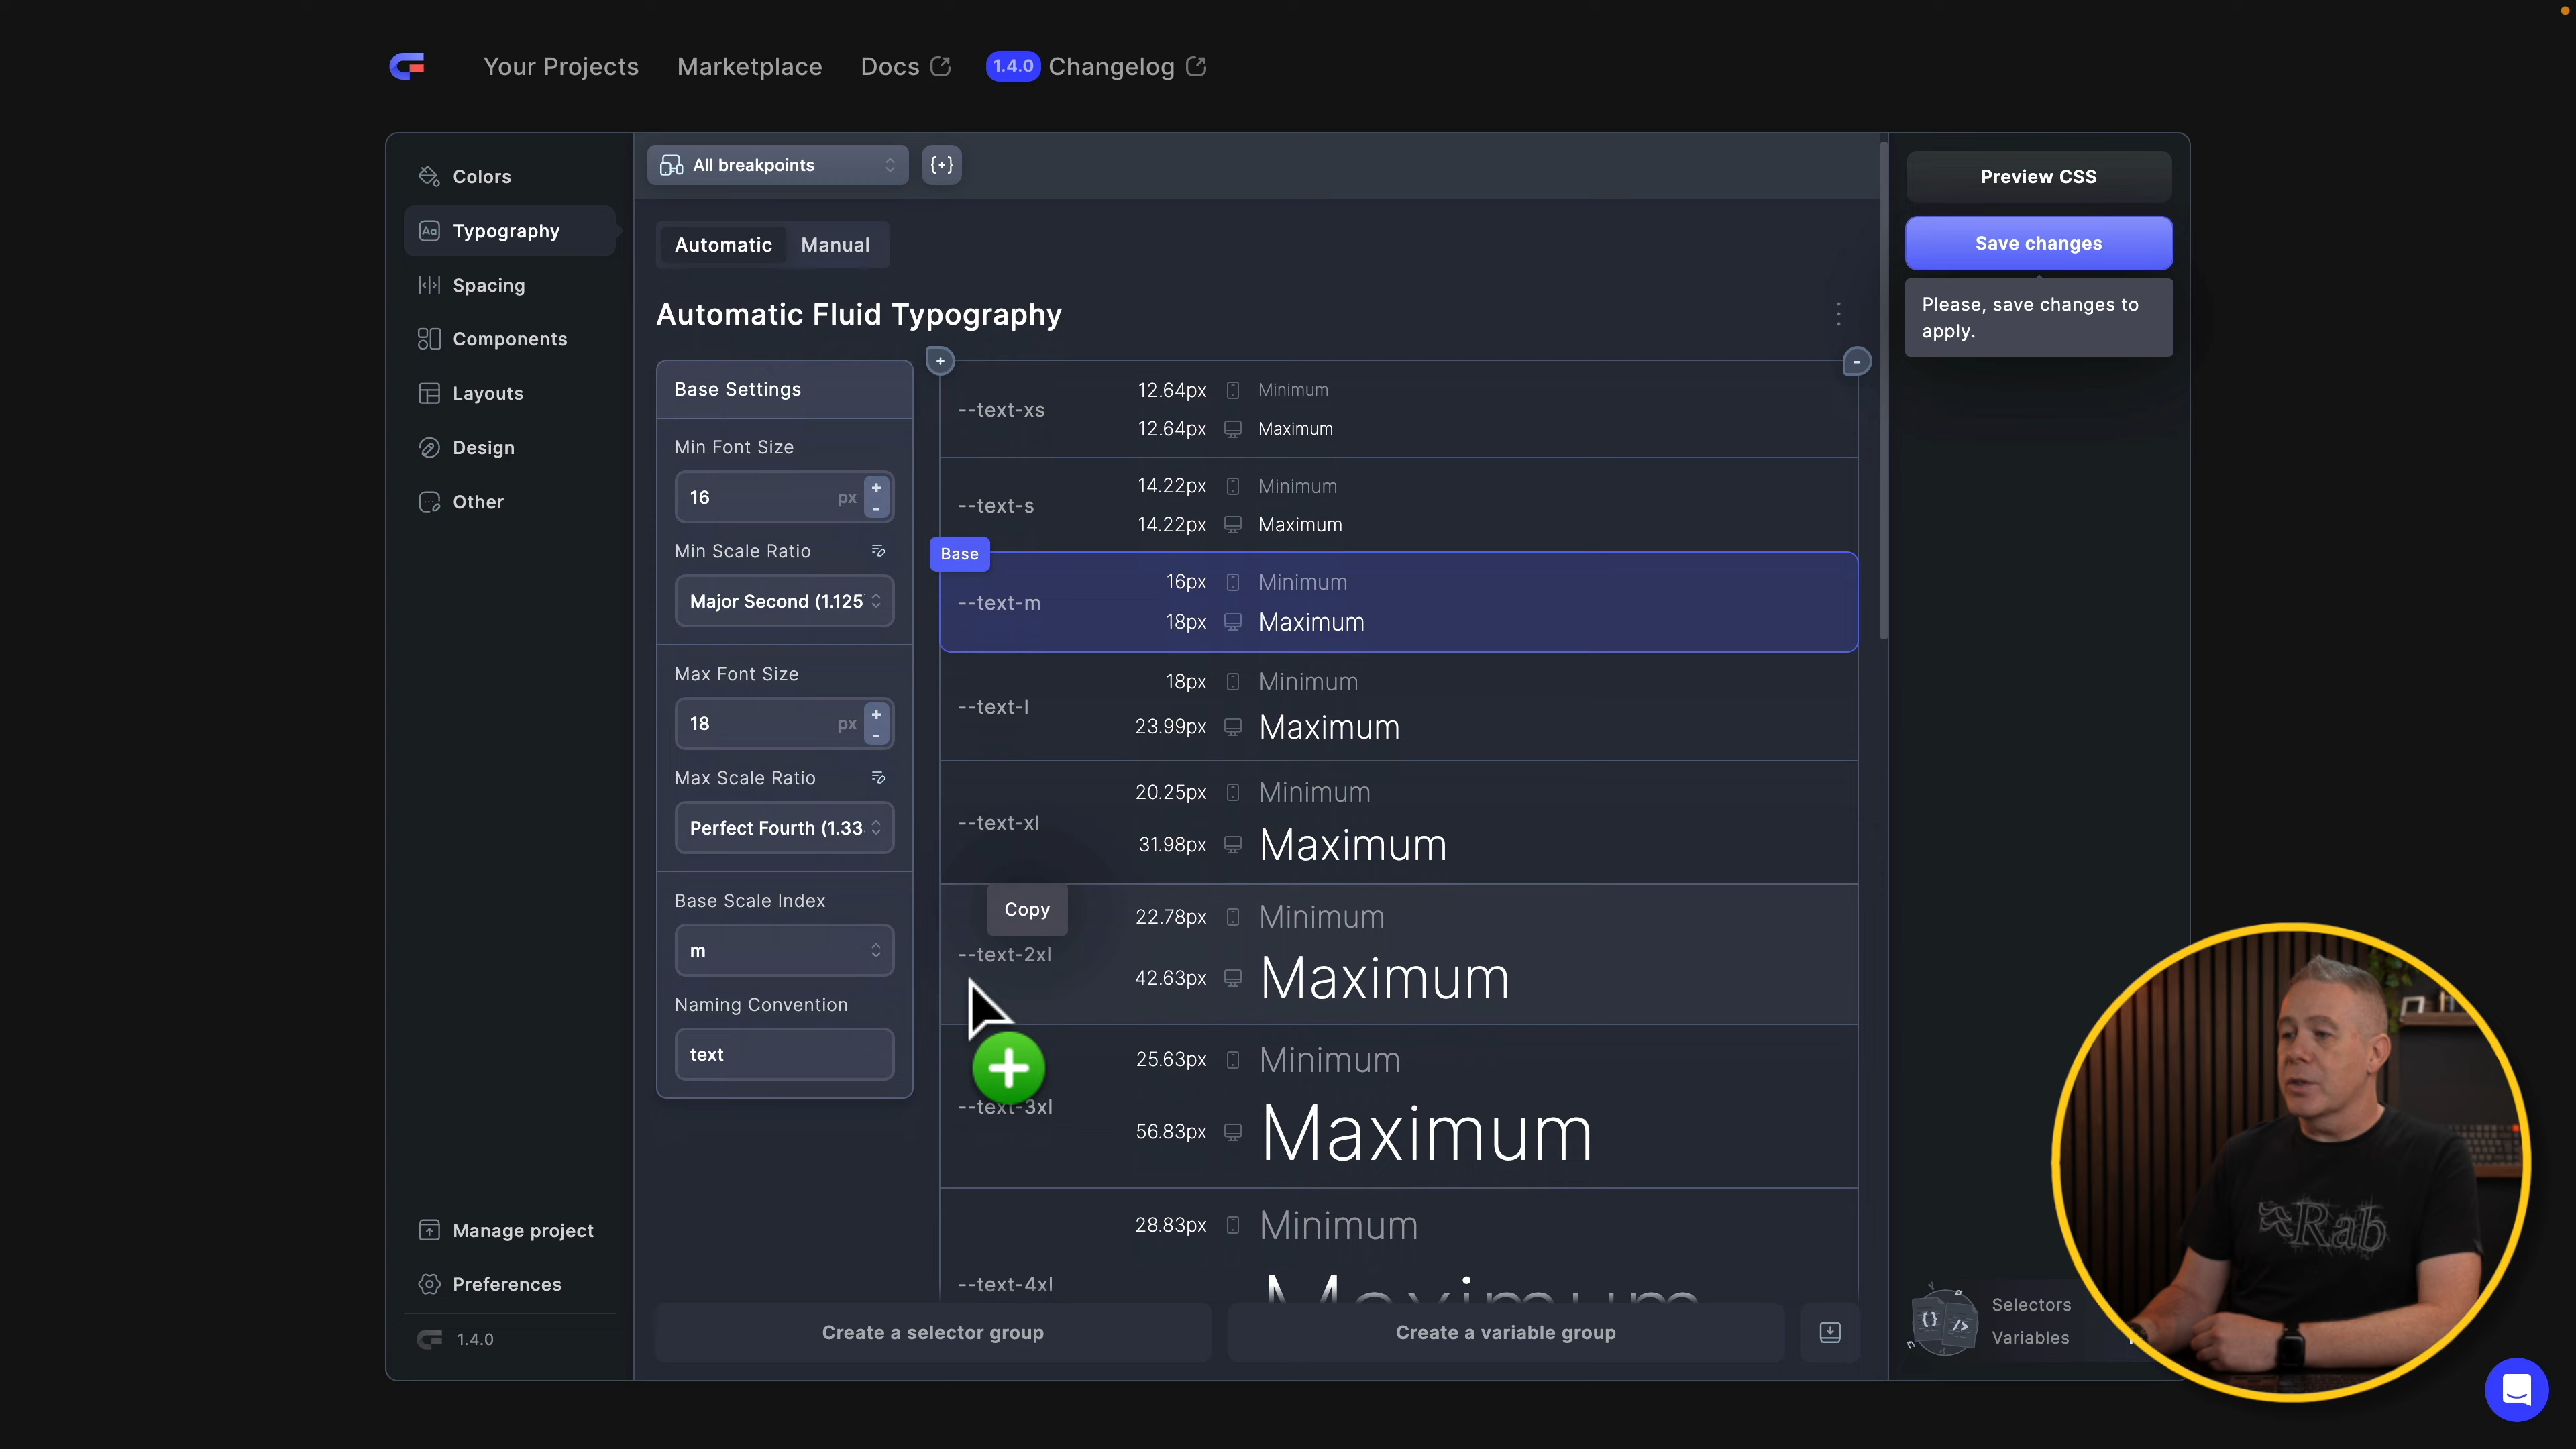 Your Projects
Marketplace
Docs
1.4.0 Changelog
Colors
Typography
Spacing
Components
Layouts
Design
Other
Manage project
Preferences
1.4.0
All breakpoints
{+}
Automatic
Manual
Automatic Fluid Typography
Base Settings
Min Font Size
16 px + -
Min Scale Ratio
Major Second (1.125
Max Font Size
18 px + -
Max Scale Ratio
Perfect Fourth (1.33
Base Scale Index
m
Naming Convention
text
+
-
--text-xs
12.64px Minimum
12.64px Maximum
--text-s
14.22px Minimum
14.22px Maximum
Base
--text-m
16px Minimum
18px Maximum
--text-l
18px Minimum
23.99px Maximum
--text-xl
20.25px Minimum
31.98px Maximum
Copy
--text-2xl
22.78px Minimum
42.63px Maximum
--text-3xl
25.63px Minimum
56.83px Maximum
--text-4xl
28.83px Minimum
Maximum
Create a selector group
Create a variable group
Preview CSS
Save changes
Please, save changes to
apply.
Selectors
Variables
Rab